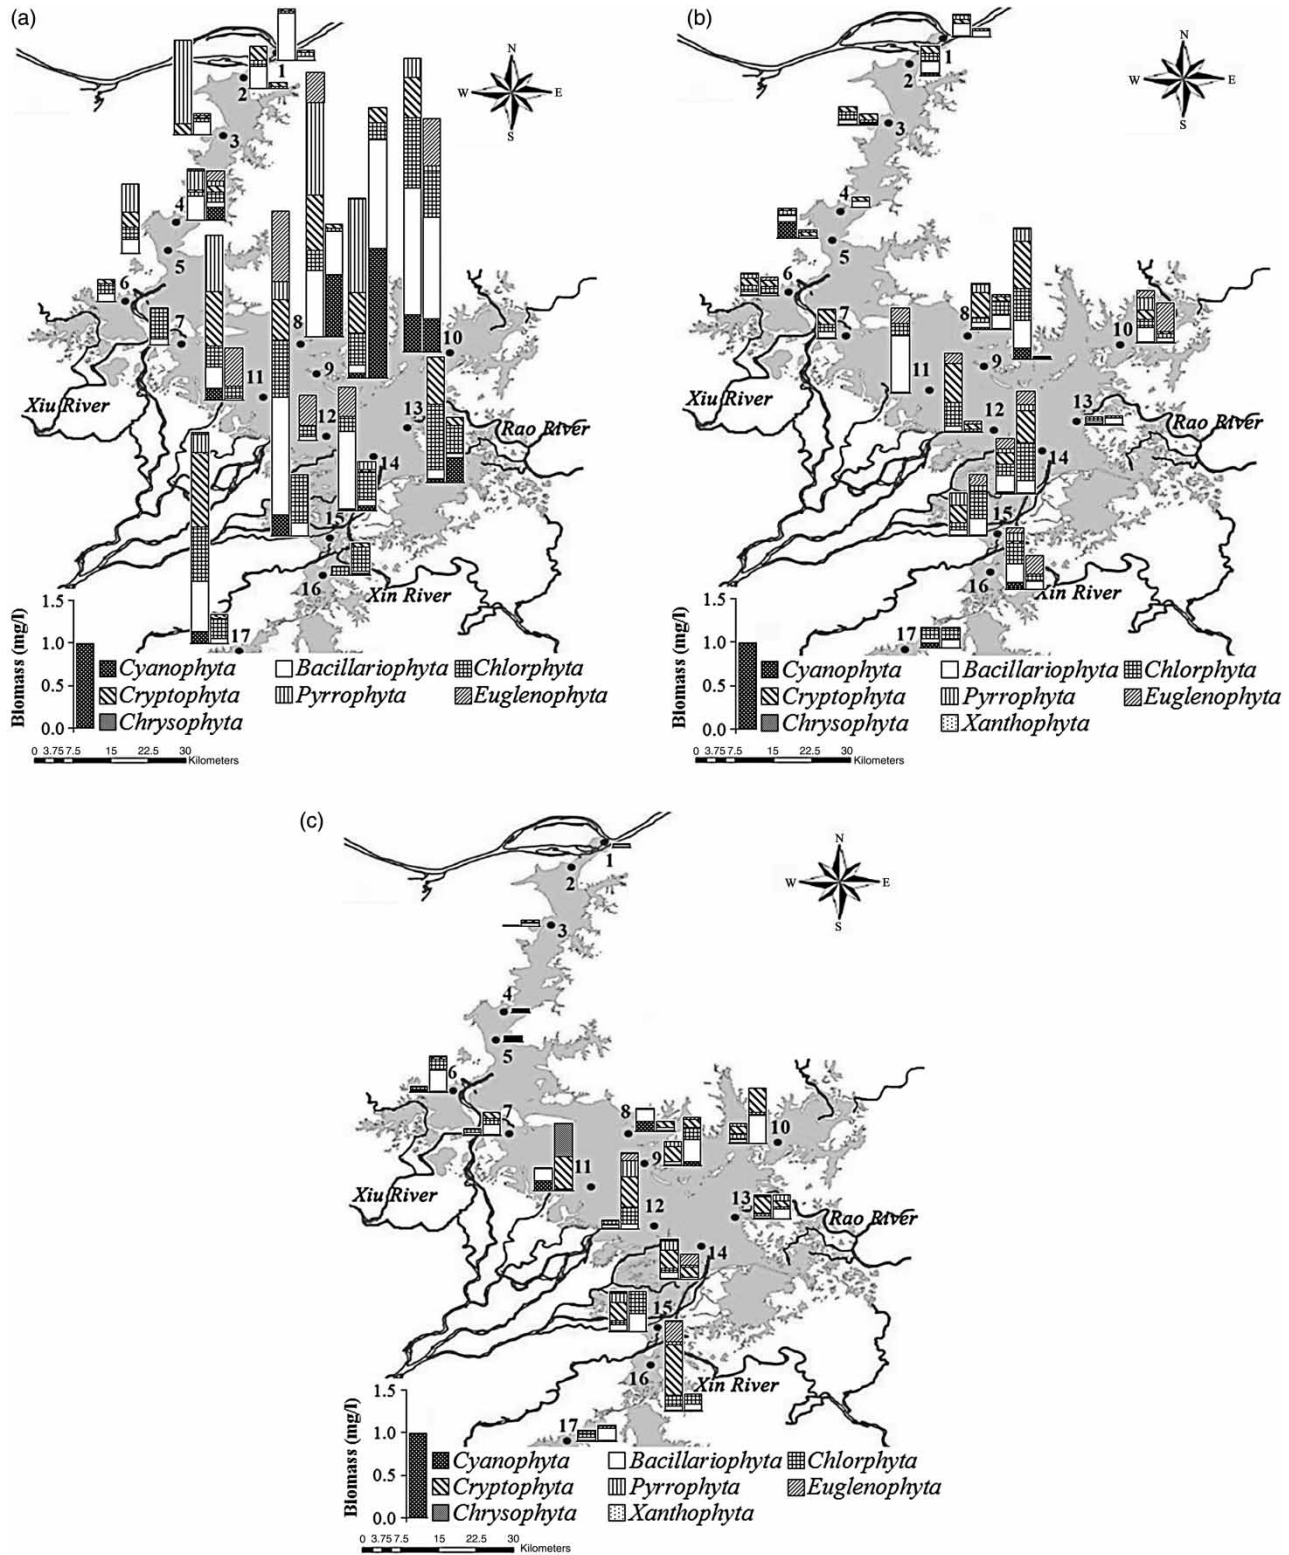 (a)
N
W E
S
1
2
3
4
5
6
7
8
9
10
11
12
13
14
15
16
17
Xiu River
Rao River
Xin River
Biomass (mg/l)
1.5
1.0
0.5
0.0
Cyanophyta Bacillariophyta Chlorphyta
Cryptophyta Pyrrophyta Euglenophyta
Chrysophyta
0 3.75 7.5 15 22.5 30
Kilometers
(b)
N
W E
S
1
2
3
4
5
6
7
8
9
10
11
12
13
14
15
16
17
Xiu River
Rao River
Xin River
Biomass (mg/l)
1.5
1.0
0.5
0.0
Cyanophyta Bacillariophyta Chlorphyta
Cryptophyta Pyrrophyta Euglenophyta
Chrysophyta Xanthophyta
0 3.75 7.5 15 22.5 30
Kilometers
(c)
N
W E
S
1
2
3
4
5
6
7
8
9
10
11
12
13
14
15
16
17
Xiu River
Rao River
Xin River
Biomass (mg/l)
1.5
1.0
0.5
0.0
Cyanophyta Bacillariophyta Chlorphyta
Cryptophyta Pyrrophyta Euglenophyta
Chrysophyta Xanthophyta
0 3.75 7.5 15 22.5 30
Kilometers